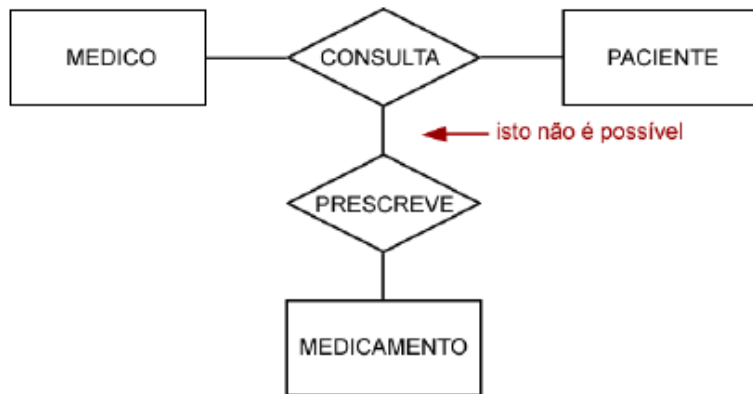 MEDICO
CONSULTA
PACIENTE
isto não é possível
PRESCREVE
MEDICAMENTO